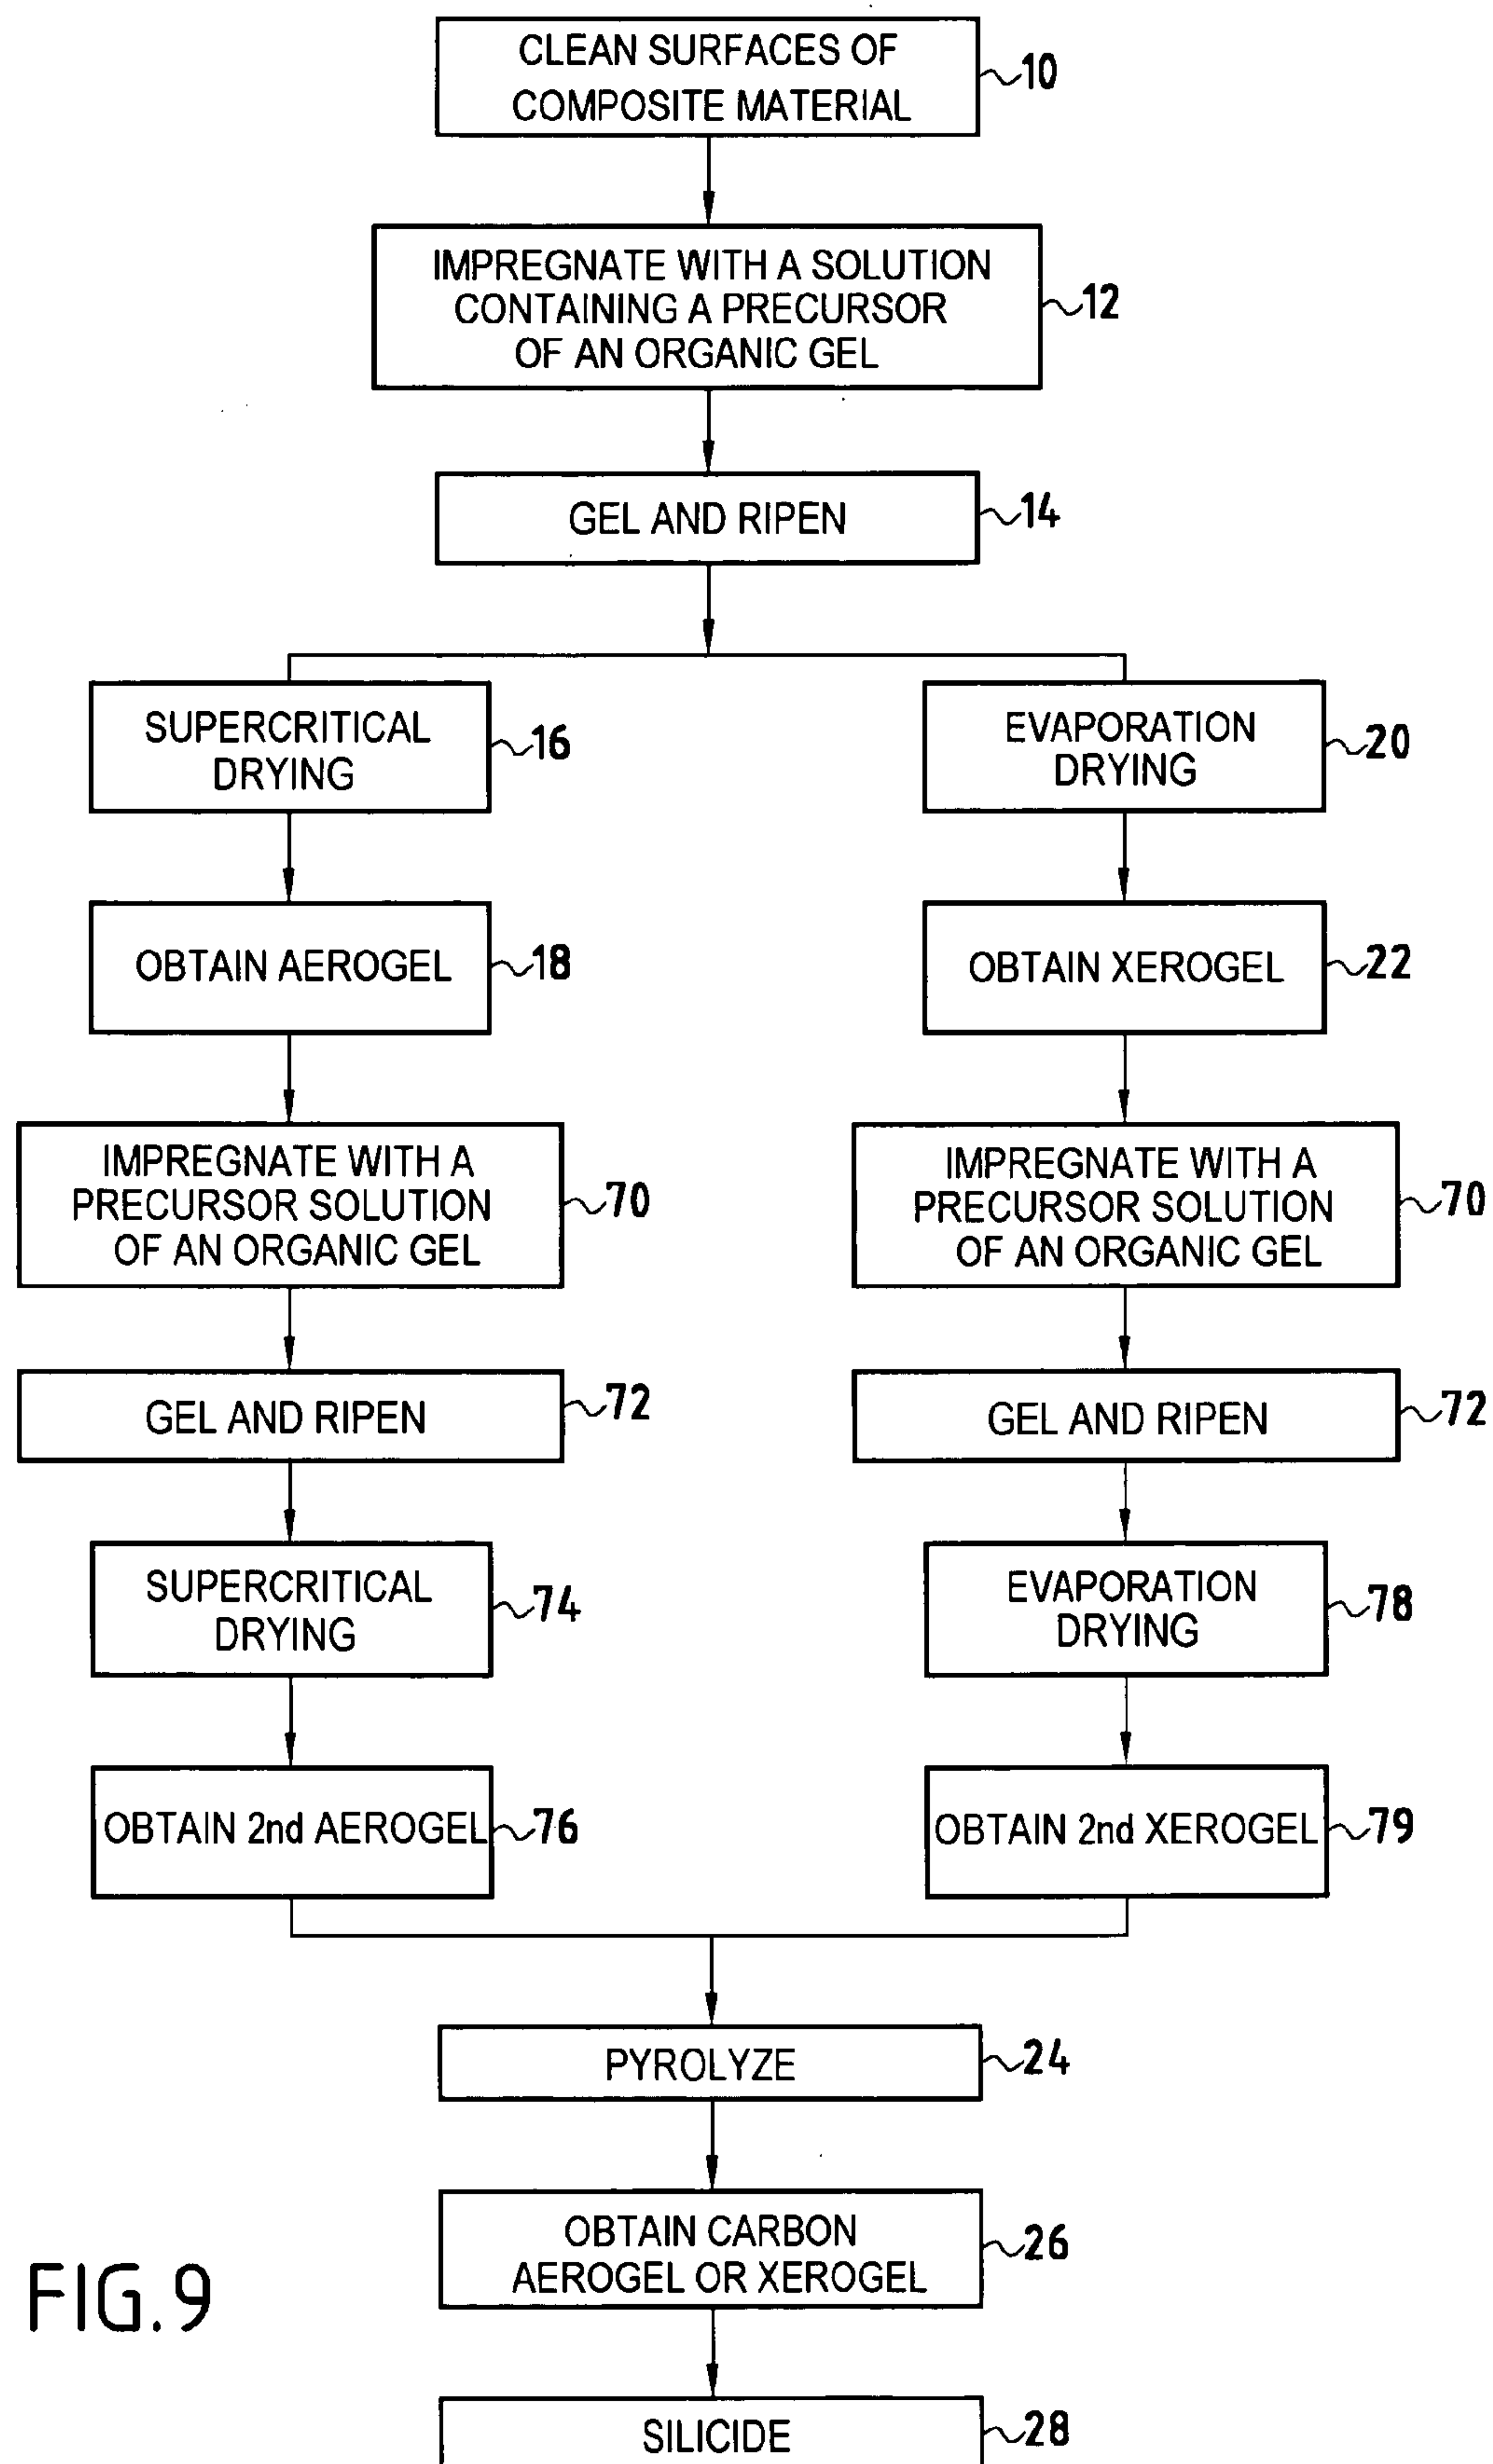 CLEAN SURFACES OF
COMPOSITE MATERIAL
10
IMPREGNATE WITH A SOLUTION
CONTAINING A PRECURSOR
OF AN ORGANIC GEL
12
GEL AND RIPEN
14
SUPERCRITICAL
DRYING
16
EVAPORATION
DRYING
20
OBTAIN AEROGEL
18
OBTAIN XEROGEL
22
IMPREGNATE WITH A
PRECURSOR SOLUTION
OF AN ORGANIC GEL
70
IMPREGNATE WITH A
PRECURSOR SOLUTION
OF AN ORGANIC GEL
70
GEL AND RIPEN
72
GEL AND RIPEN
72
SUPERCRITICAL
DRYING
74
EVAPORATION
DRYING
78
OBTAIN 2nd AEROGEL
76
OBTAIN 2nd XEROGEL
79
PYROLYZE
24
OBTAIN CARBON
AEROGEL OR XEROGEL
26
SILICIDE
28
FIG.9